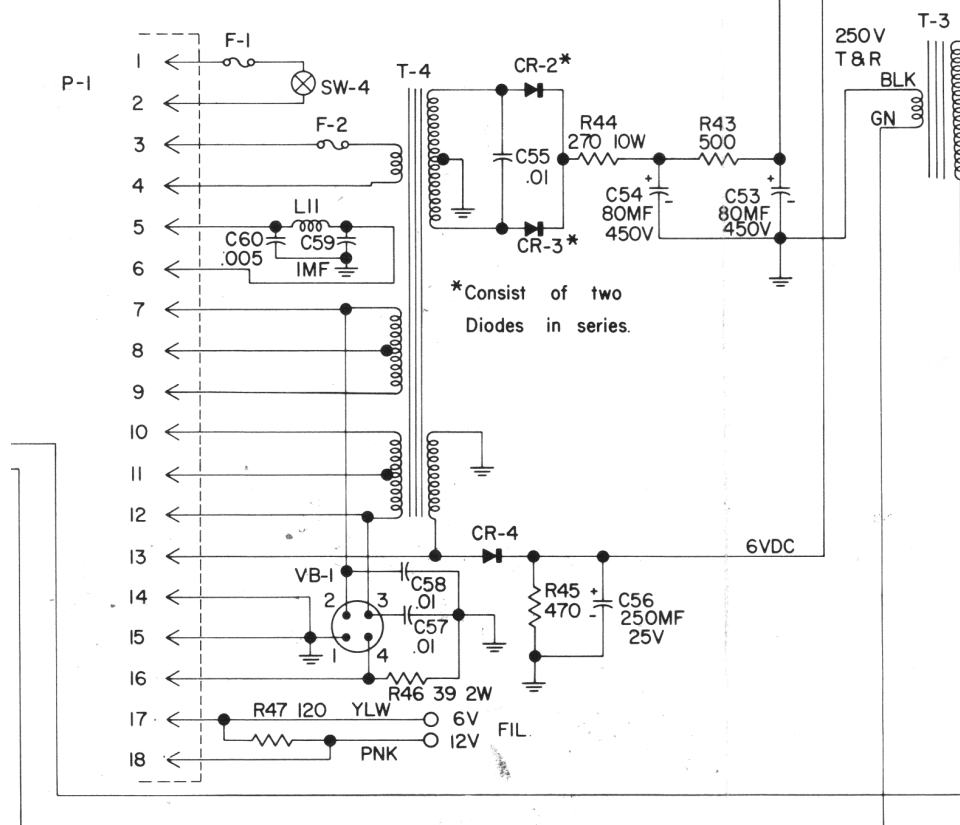 T-3
250V
T & R
BLK
GN
P-1
F-1
SW-4
T-4
CR-2*
F-2
C55
.01
R44
270 10W
R43
500
C54
80MF
450V
C53
80MF
450V
CR-3*
L11
C60
.005
C59
1MF
*Consist of two
Diodes in series.
1
2
3
4
5
6
7
8
9
10
11
12
13
14
15
16
17
18
CR-4
6VDC
VB-1
2
3
1
4
C58
.01
C57
.01
R45
470
C56
250MF
25V
R46 39 2W
R47 120
YLW
6V
12V
FIL.
PNK
+
-
+
-
+
-